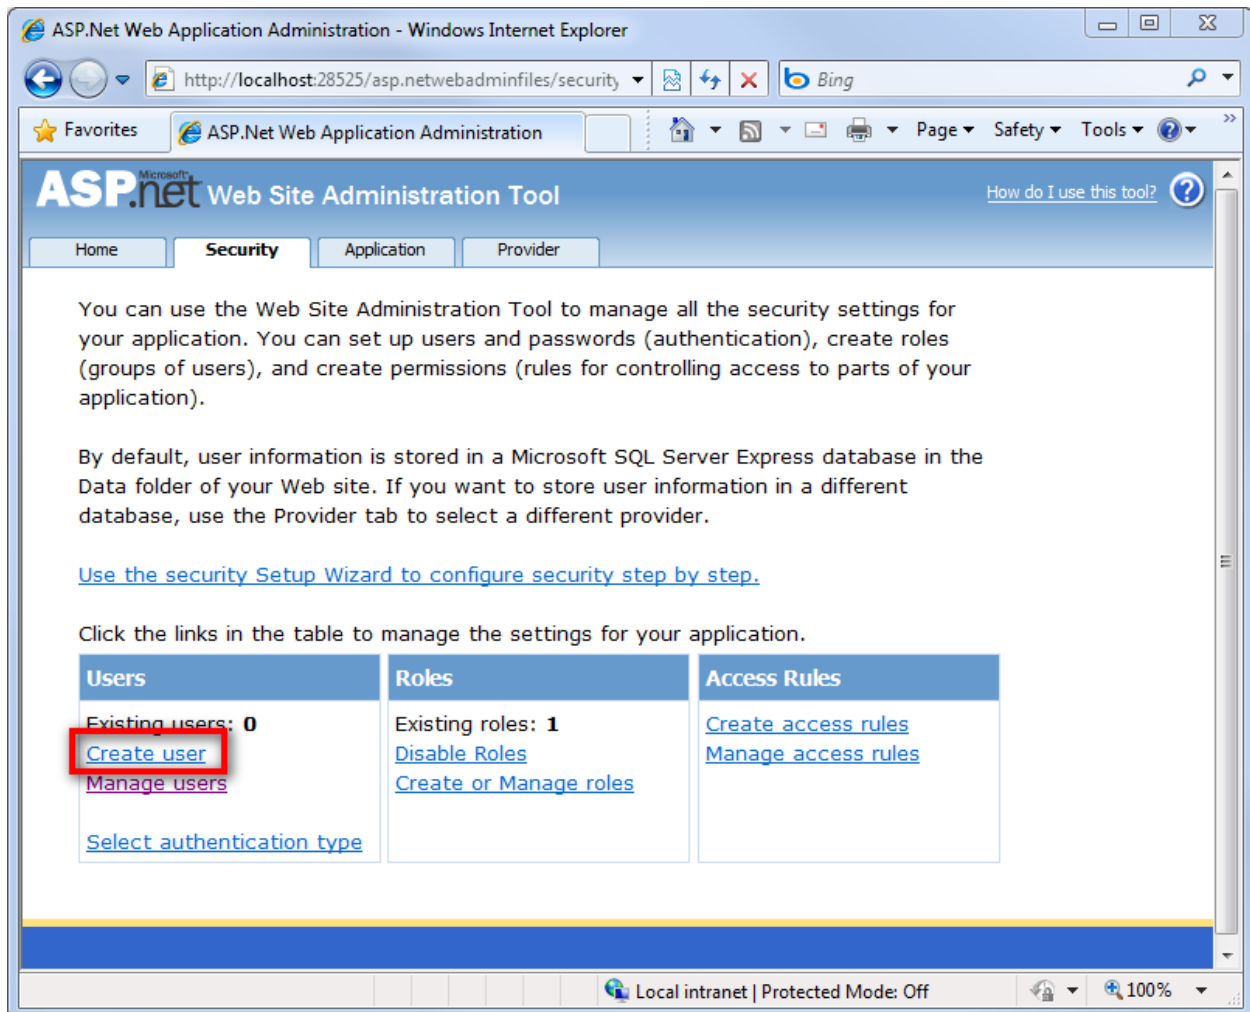 ASP.Net Web Application Administration - Windows Internet Explorer
http://localhost:28525/asp.netwebadminfiles/security
Bing
Favorites
ASP.Net Web Application Administration
Page
Safety
Tools
ASP.net Microsoft Web Site Administration Tool
How do I use this tool?
Home
Security
Application
Provider
You can use the Web Site Administration Tool to manage all the security settings for
your application. You can set up users and passwords (authentication), create roles
(groups of users), and create permissions (rules for controlling access to parts of your
application).
By default, user information is stored in a Microsoft SQL Server Express database in the
Data folder of your Web site. If you want to store user information in a different
database, use the Provider tab to select a different provider.
Use the security Setup Wizard to configure security step by step.
Click the links in the table to manage the settings for your application.
Users
Existing users: 0
Create user
Manage users
Select authentication type
Roles
Existing roles: 1
Disable Roles
Create or Manage roles
Access Rules
Create access rules
Manage access rules
Local intranet | Protected Mode: Off
100%